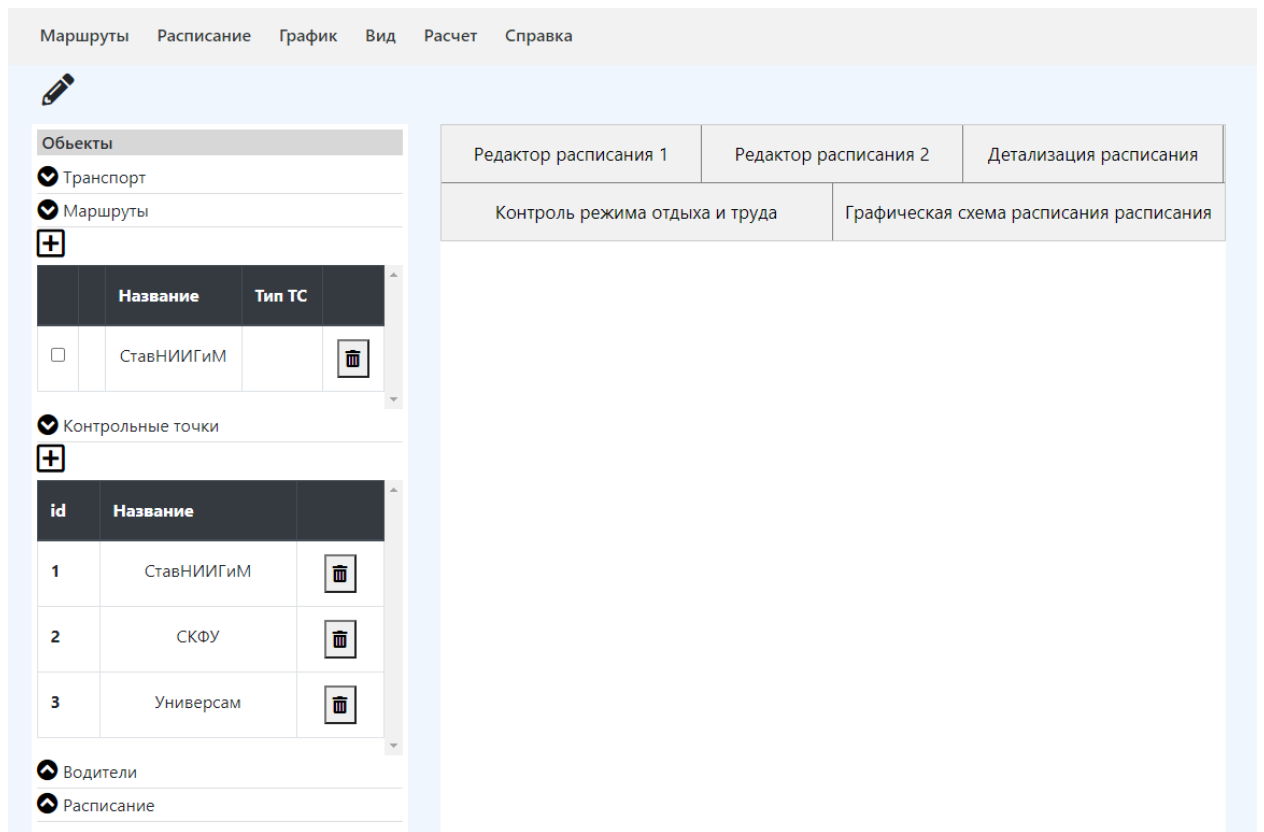 Маршруты Расписание График Вид Расчет Справка
Обьекты
Транспорт
Маршруты
Название Тип ТС
СтавНИИГиМ
Контрольные точки
id Название
1 СтавНИИГиМ
2 СКФУ
3 Универсам
Водители
Расписание
Редактор расписания 1 Редактор расписания 2 Детализация расписания
Контроль режима отдыха и труда Графическая схема расписания расписания